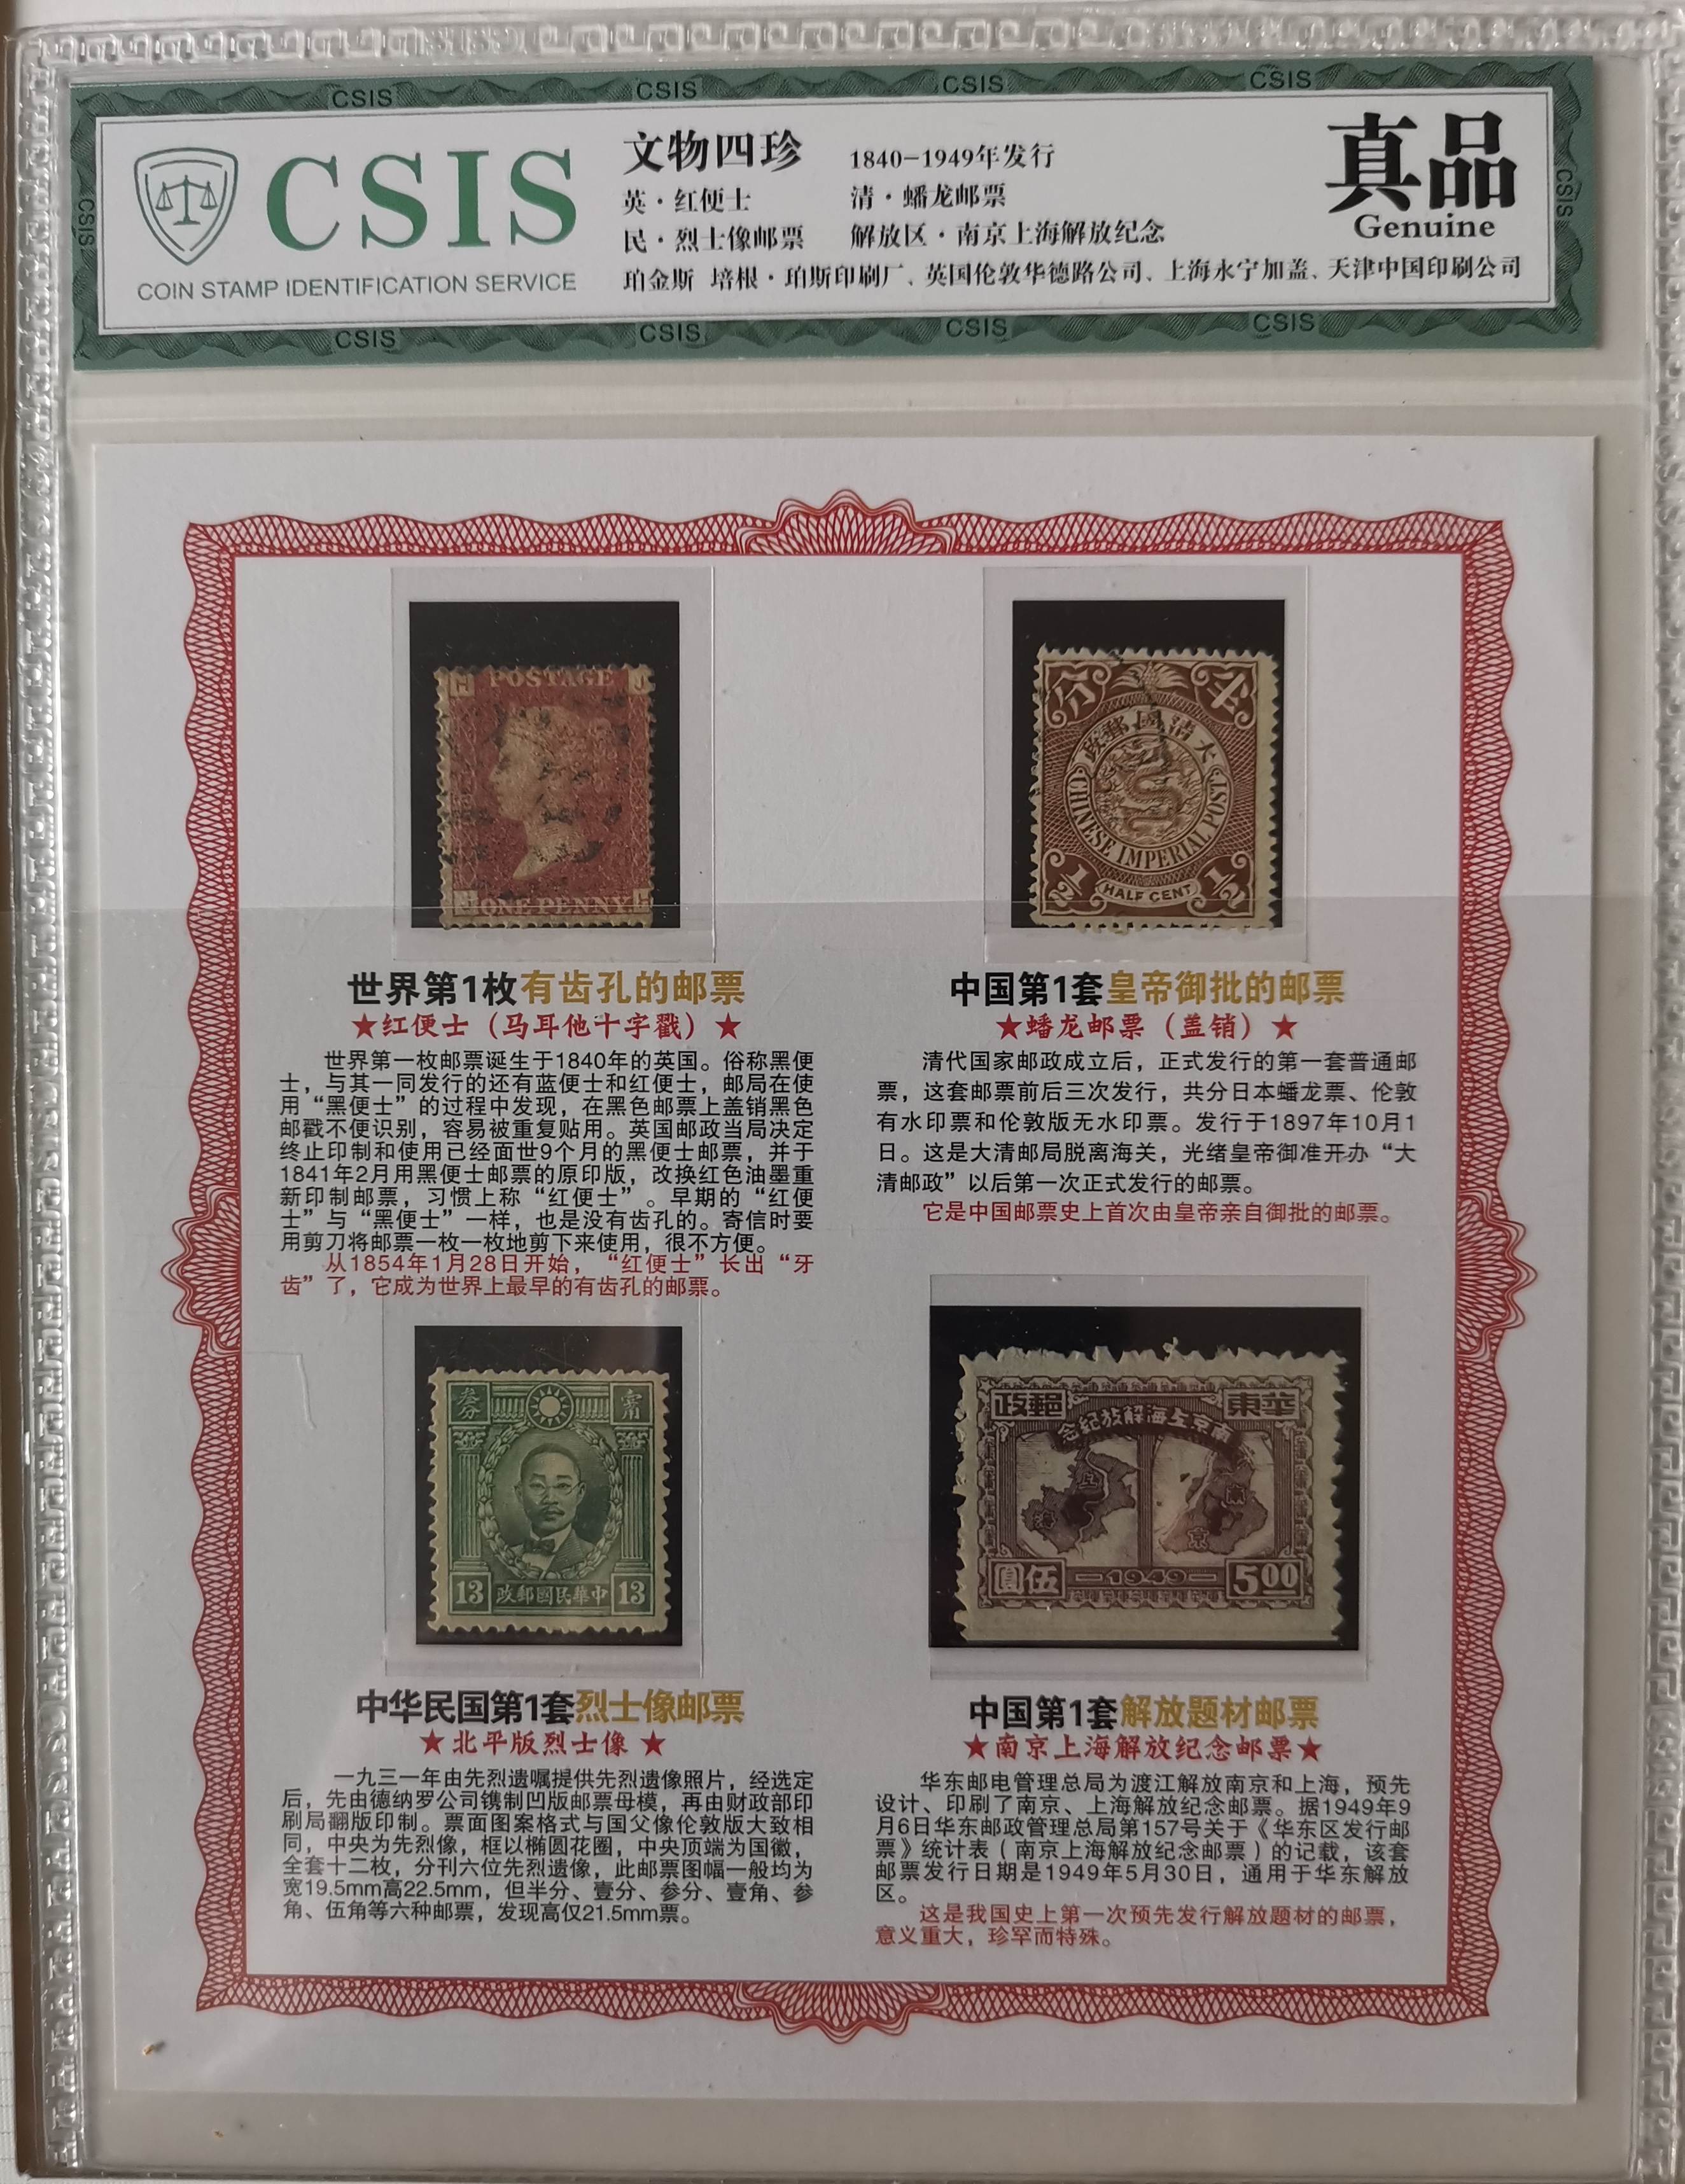 CSIS CSIS CSIS CSIS
CSIS
文物四珍 1840-1949年发行
英·红便士 清·蟠龙邮票
民·烈士像邮票 解放区·南京上海解放纪念
珀金斯 培根·珀斯印刷厂、英国伦敦华德路公司、上海永宁加盖、天津中国印刷公司
真品
Genuine
COIN STAMP IDENTIFICATION SERVICE
CSIS
CSIS
CSIS CSIS CSIS CSIS
H POSTAGE J
J ONE PENNY H
分 半
政郵國清大
CHINESE IMPERIAL POST
1/2 HALF CENT 1/2
世界第1枚有齿孔的邮票
★红便士（马耳他十字戳）★
世界第一枚邮票诞生于1840年的英国。俗称黑便
士，与其一同发行的还有蓝便士和红便士，邮局在使
用“黑便士”的过程中发现，在黑色邮票上盖销黑色
邮戳不便识别，容易被重复贴用。英国邮政当局决定
终止印制和使用已经面世9个月的黑便士邮票，并于
1841年2月用黑便士邮票的原印版，改换红色油墨重
新印制邮票，习惯上称“红便士”。早期的“红便
士”与“黑便士”一样，也是没有齿孔的。寄信时要
用剪刀将邮票一枚一枚地剪下来使用，很不方便。
从1854年1月28日开始，“红便士”长出“牙
齿”了，它成为世界上最早的有齿孔的邮票。
中国第1套皇帝御批的邮票
★蟠龙邮票（盖销）★
清代国家邮政成立后，正式发行的第一套普通邮
票，这套邮票前后三次发行，共分日本蟠龙票、伦敦
有水印票和伦敦版无水印票。发行于1897年10月1
日。这是大清邮局脱离海关，光绪皇帝御准开办“大
清邮政”以后第一次正式发行的邮票。
它是中国邮票史上首次由皇帝亲自御批的邮票。
13 政郵國民華中 13
政郵 東華
念紀放解海上京南
海上 南京
圓伍 1949 500
中华民国第1套烈士像邮票
★北平版烈士像★
一九三一年由先烈遗嘱提供先烈遗像照片，经选定
后，先由德纳罗公司镌制凹版邮票母模，再由财政部印
刷局翻版印制。票面图案格式与国父像伦敦版大致相
同，中央为先烈像，框以椭圆花圈，中央顶端为国徽，
全套十二枚，分刊六位先烈遗像，此邮票图幅一般均为
宽19.5mm高22.5mm，但半分、壹分、参分、壹角、参
角、伍角等六种邮票，发现高仅21.5mm票。
中国第1套解放题材邮票
★南京上海解放纪念邮票★
华东邮电管理总局为渡江解放南京和上海，预先
设计、印刷了南京、上海解放纪念邮票。据1949年9
月6日华东邮政管理总局第157号关于《华东区发行邮
票》统计表（南京上海解放纪念邮票）的记载，该套
邮票发行日期是1949年5月30日，通用于华东解放
区。
这是我国史上第一次预先发行解放题材的邮票，
意义重大，珍罕而特殊。